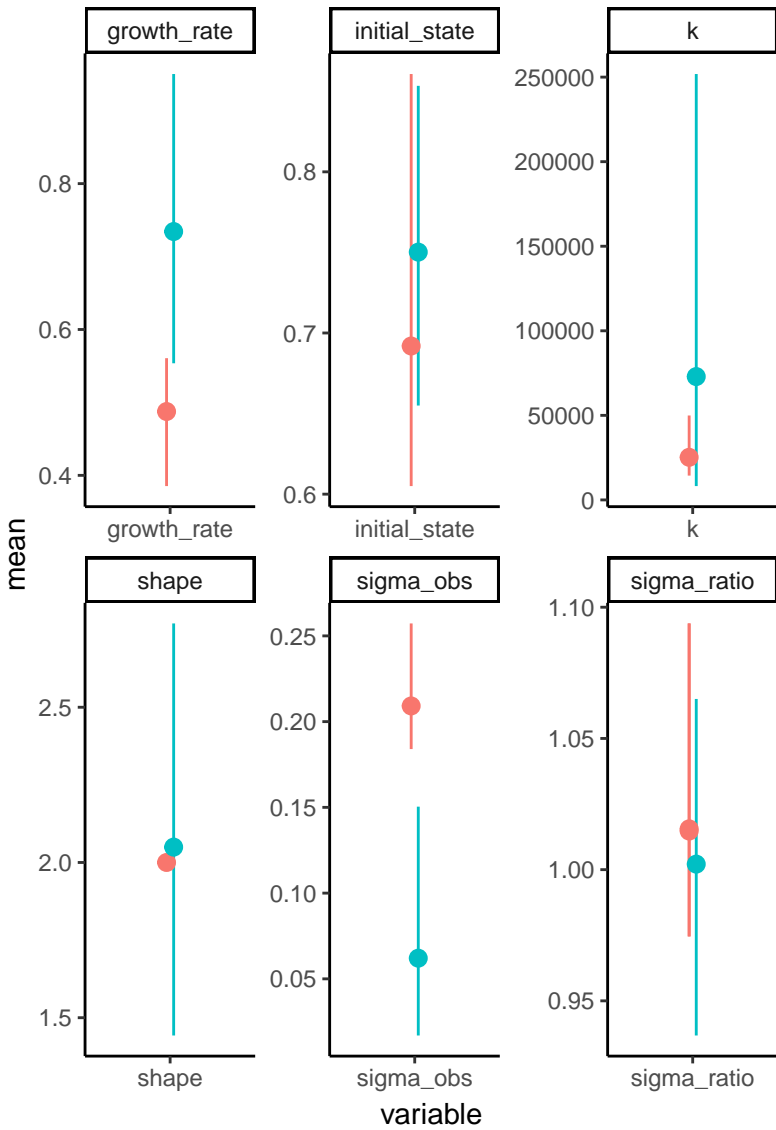 growth_rate
initial_state
k
0.8
0.6
0.4
0.8
0.7
0.6
250000
200000
150000
100000
50000
0
growth_rate
initial_state
k
mean
shape
sigma_obs
sigma_ratio
2.5
2.0
1.5
0.25
0.20
0.15
0.10
0.05
1.10
1.05
1.00
0.95
shape
sigma_obs
sigma_ratio
variable